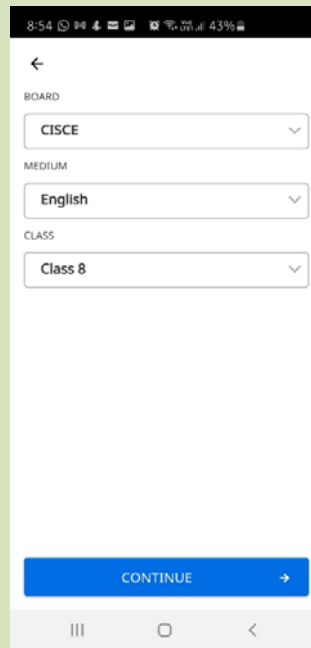 8:54 43%
BOARD
CISCE
MEDIUM
English
CLASS
Class 8
CONTINUE